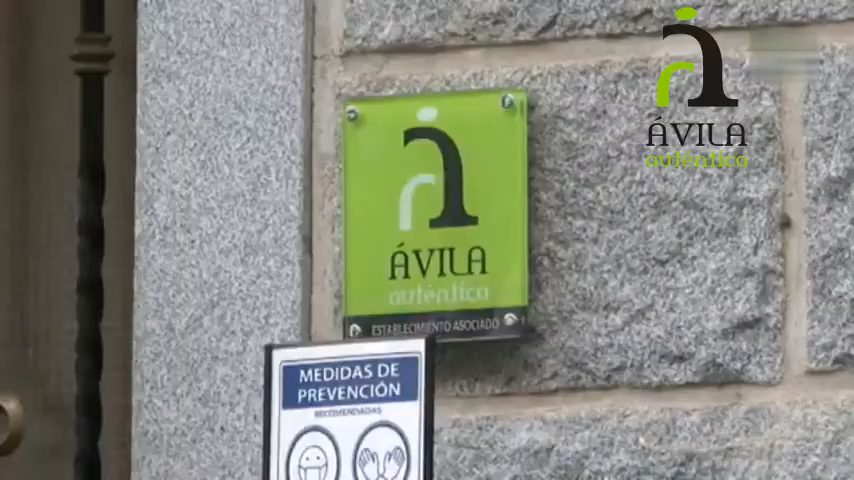 ÁVILA
auténtica
ÁVILA
auténtica
ESTABLECIMIENTO ASOCIADO
MEDIDAS DE
PREVENCIÓN
RECOMENDADAS